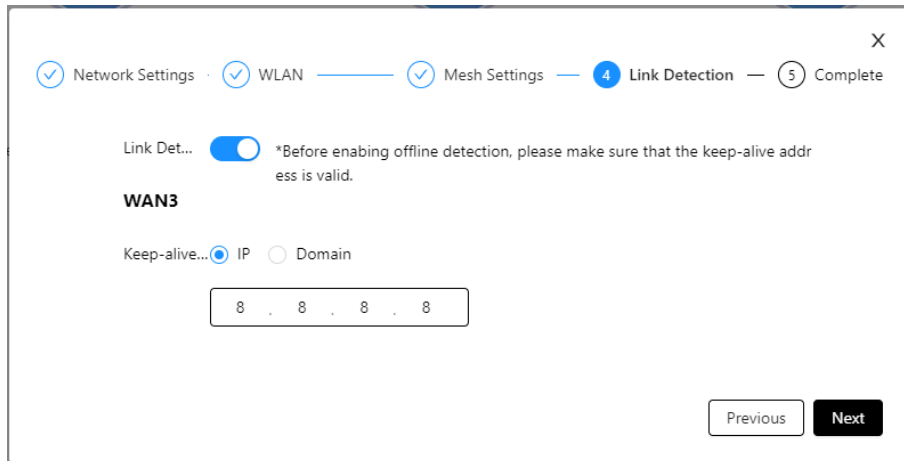 X
Network Settings WLAN Mesh Settings 4 Link Detection 5 Complete
Link Det... *Before enabing offline detection, please make sure that the keep-alive addr
ess is valid.
WAN3
Keep-alive... IP Domain
8 . 8 . 8 . 8
Previous Next